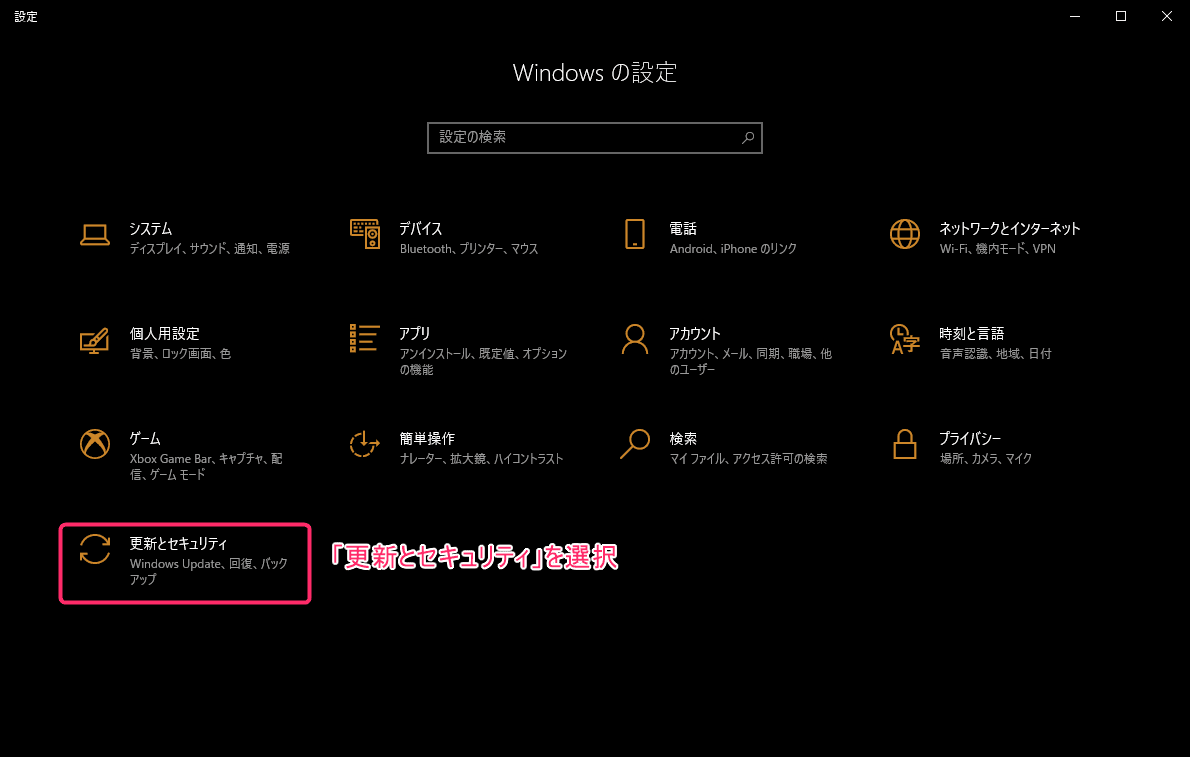 設定
Windows の設定
設定の検索
システム
ディスプレイ、サウンド、通知、電源
デバイス
Bluetooth、プリンター、マウス
電話
Android、iPhone のリンク
ネットワークとインターネット
Wi-Fi、機内モード、VPN
個人用設定
背景、ロック画面、色
アプリ
アンインストール、既定値、オプション
の機能
アカウント
アカウント、メール、同期、職場、他
のユーザー
時刻と言語
音声認識、地域、日付
ゲーム
Xbox Game Bar、キャプチャ、配
信、ゲーム モード
簡単操作
ナレーター、拡大鏡、ハイコントラスト
検索
マイ ファイル、アクセス許可の検索
プライバシー
場所、カメラ、マイク
更新とセキュリティ
Windows Update、回復、バック
アップ
「更新とセキュリティ」を選択